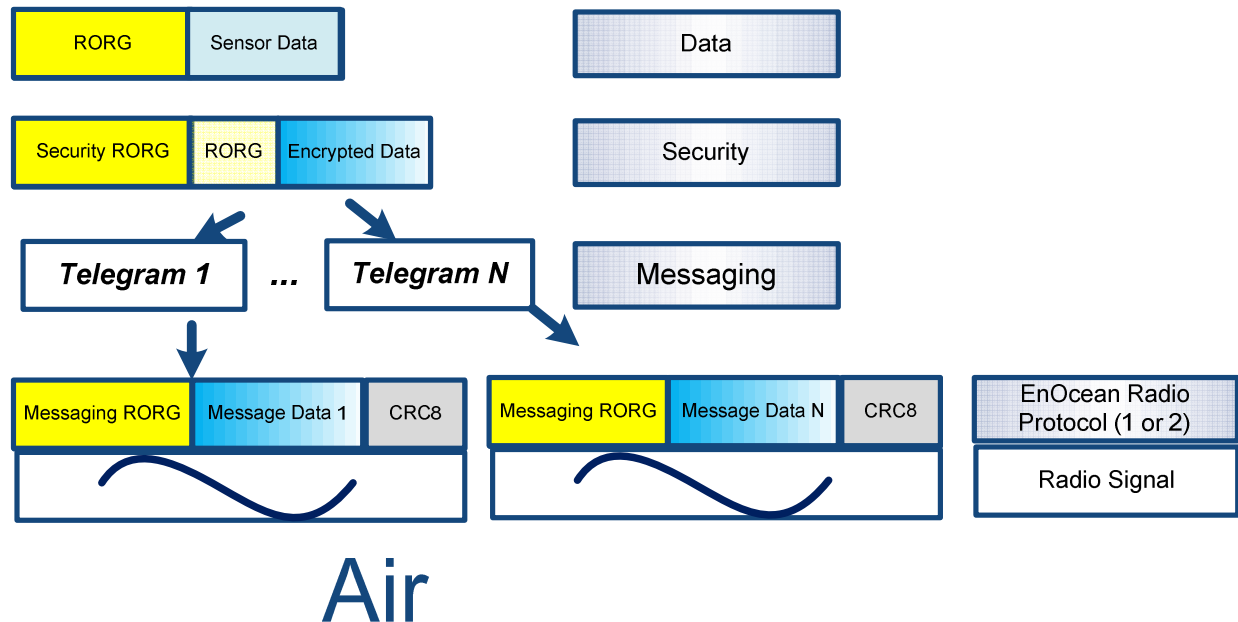 RORG Sensor Data Data
Security RORG RORG Encrypted Data Security
Telegram 1 ... Telegram N Messaging
Messaging RORG Message Data 1 CRC8 Messaging RORG Message Data N CRC8 EnOcean Radio
Protocol (1 or 2)
Radio Signal
Air